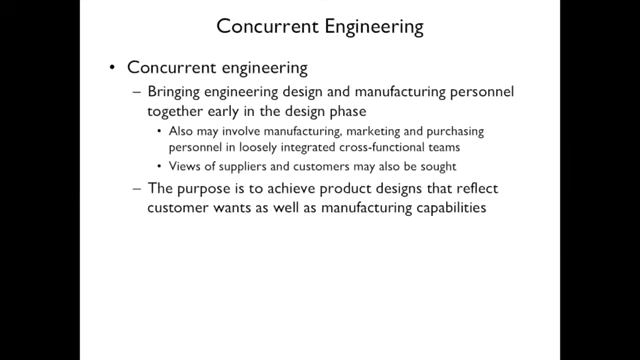 Concurrent Engineering
• Concurrent engineering
– Bringing engineering design and manufacturing personnel
together early in the design phase
• Also may involve manufacturing, marketing and purchasing
personnel in loosely integrated cross-functional teams
• Views of suppliers and customers may also be sought
– The purpose is to achieve product designs that reflect
customer wants as well as manufacturing capabilities